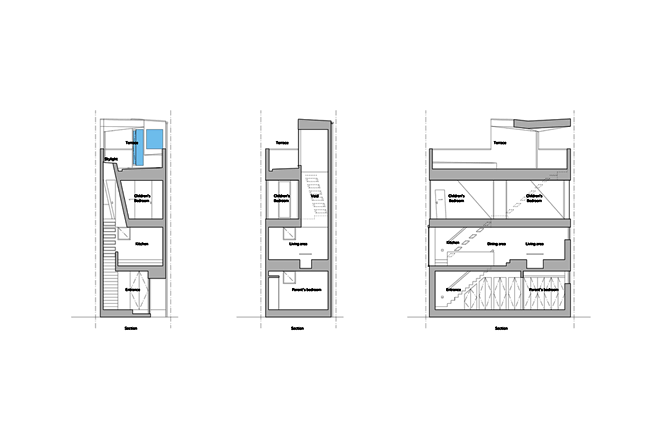 Terrace
Skylight
Children's
Bedroom
Kitchen
Entrance
Section
Terrace
Children's
Bedroom
Void
Living area
Parent's bedroom
Section
Terrace
Children's
Bedroom
Children's
Bedroom
Kitchen
Dining area
Living area
Entrance
Parent's bedroom
Section